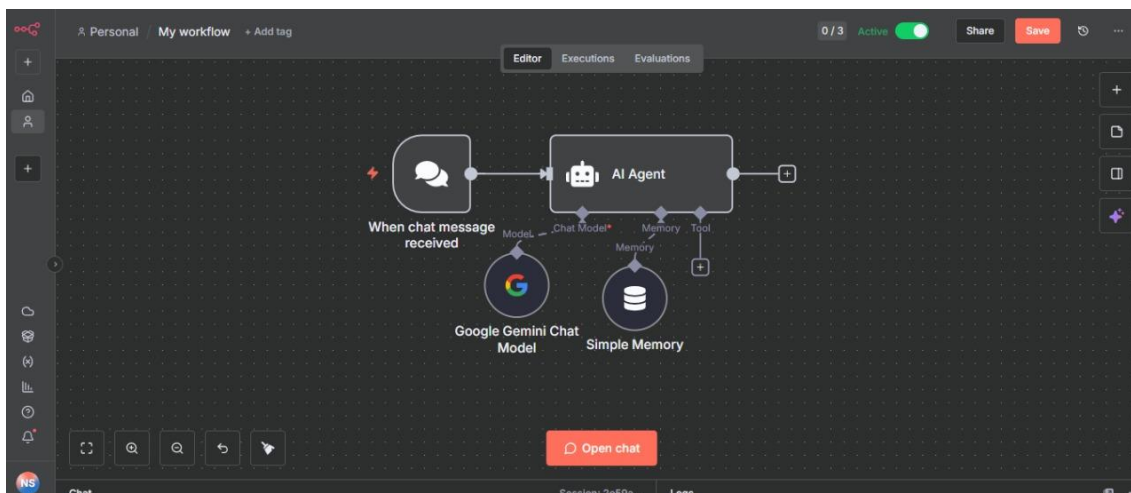 Personal / My workflow + Add tag
0 / 3 Active Share Save
Editor Executions Evaluations
AI Agent
When chat message
received
Model
Chat Model*
Memory
Tool
Memory
G
Google Gemini Chat
Model
Simple Memory
Open chat
NS
Chat
Logs